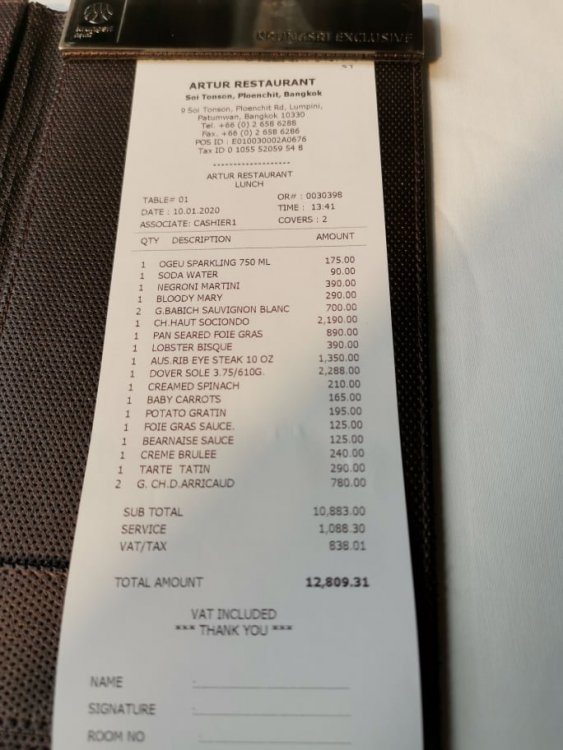 KRUNGSRI EXCLUSIVE
ARTUR RESTAURANT
Soi Tonson, Ploenchit, Bangkok
9 Soi Tonson, Ploenchit Rd, Lumpini,
Patumwan, Bangkok 10330
Tel. +66 (0) 2 658 6288
Fax. +66 (0) 2 658 6286
POS ID : E010030002A0676
Tax ID 0 1055 52059 54 8
ARTUR RESTAURANT
LUNCH
TABLE# 01 OR# : 0030398
DATE : 10.01.2020 TIME : 13:41
ASSOCIATE: CASHIER1 COVERS : 2
QTY DESCRIPTION AMOUNT
1 OGEU SPARKLING 750 ML 175.00
1 SODA WATER 90.00
1 NEGRONI MARTINI 390.00
1 BLOODY MARY 290.00
2 G.BABICH SAUVIGNON BLANC 700.00
1 CH.HAUT SOCIONDO 2,190.00
1 PAN SEARED FOIE GRAS 890.00
1 LOBSTER BISQUE 390.00
1 AUS.RIB EYE STEAK 10 OZ 1,350.00
1 DOVER SOLE 3.75/610G. 2,288.00
1 CREAMED SPINACH 210.00
1 BABY CARROTS 165.00
1 POTATO GRATIN 195.00
1 FOIE GRAS SAUCE. 125.00
1 BEARNAISE SAUCE 125.00
1 CREME BRULEE 240.00
1 TARTE TATIN 290.00
2 G. CH.D.ARRICAUD 780.00
SUB TOTAL 10,883.00
SERVICE 1,088.30
VAT/TAX 838.01
TOTAL AMOUNT 12,809.31
VAT INCLUDED
*** THANK YOU ***
NAME :
SIGNATURE :
ROOM NO :